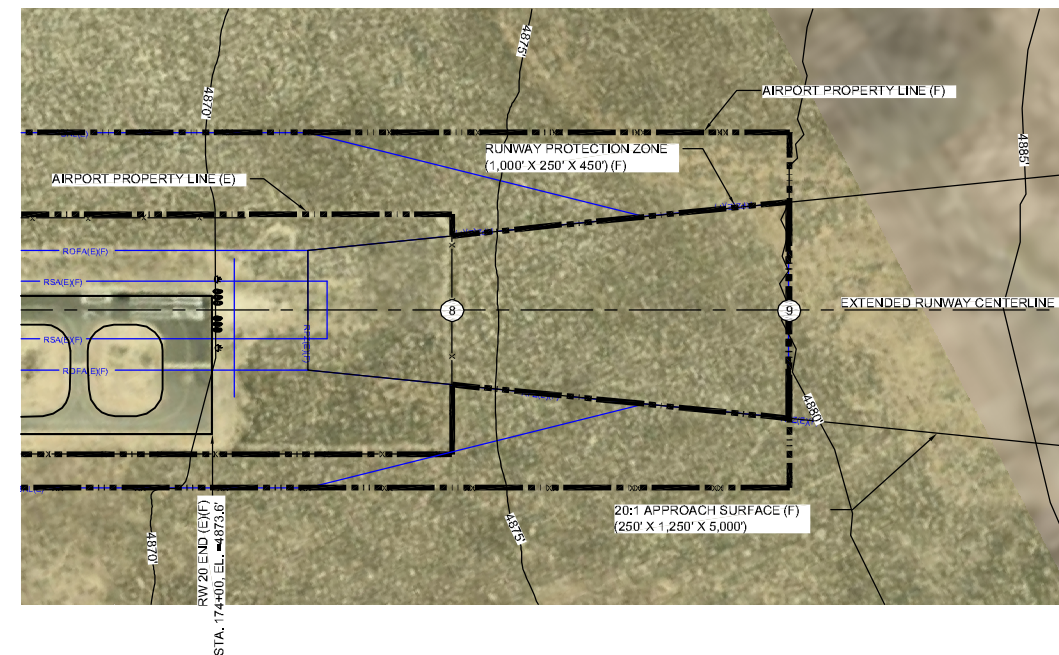 4870'
4875'
AIRPORT PROPERTY LINE (F)
RUNWAY PROTECTION ZONE
(1,000' X 250' X 450') (F)
4885'
AIRPORT PROPERTY LINE (E)
ROFA(E)(F)
RSA(E)(F)
8
9
EXTENDED RUNWAY CENTERLINE
RSA(E)(F)
ROFA(E)(F)
4880'
20:1 APPROACH SURFACE (F)
(250' X 1,250' X 5,000')
4875'
4870'
RW 20 END (E)(F)
STA. 174+00, EL. =4873.6'